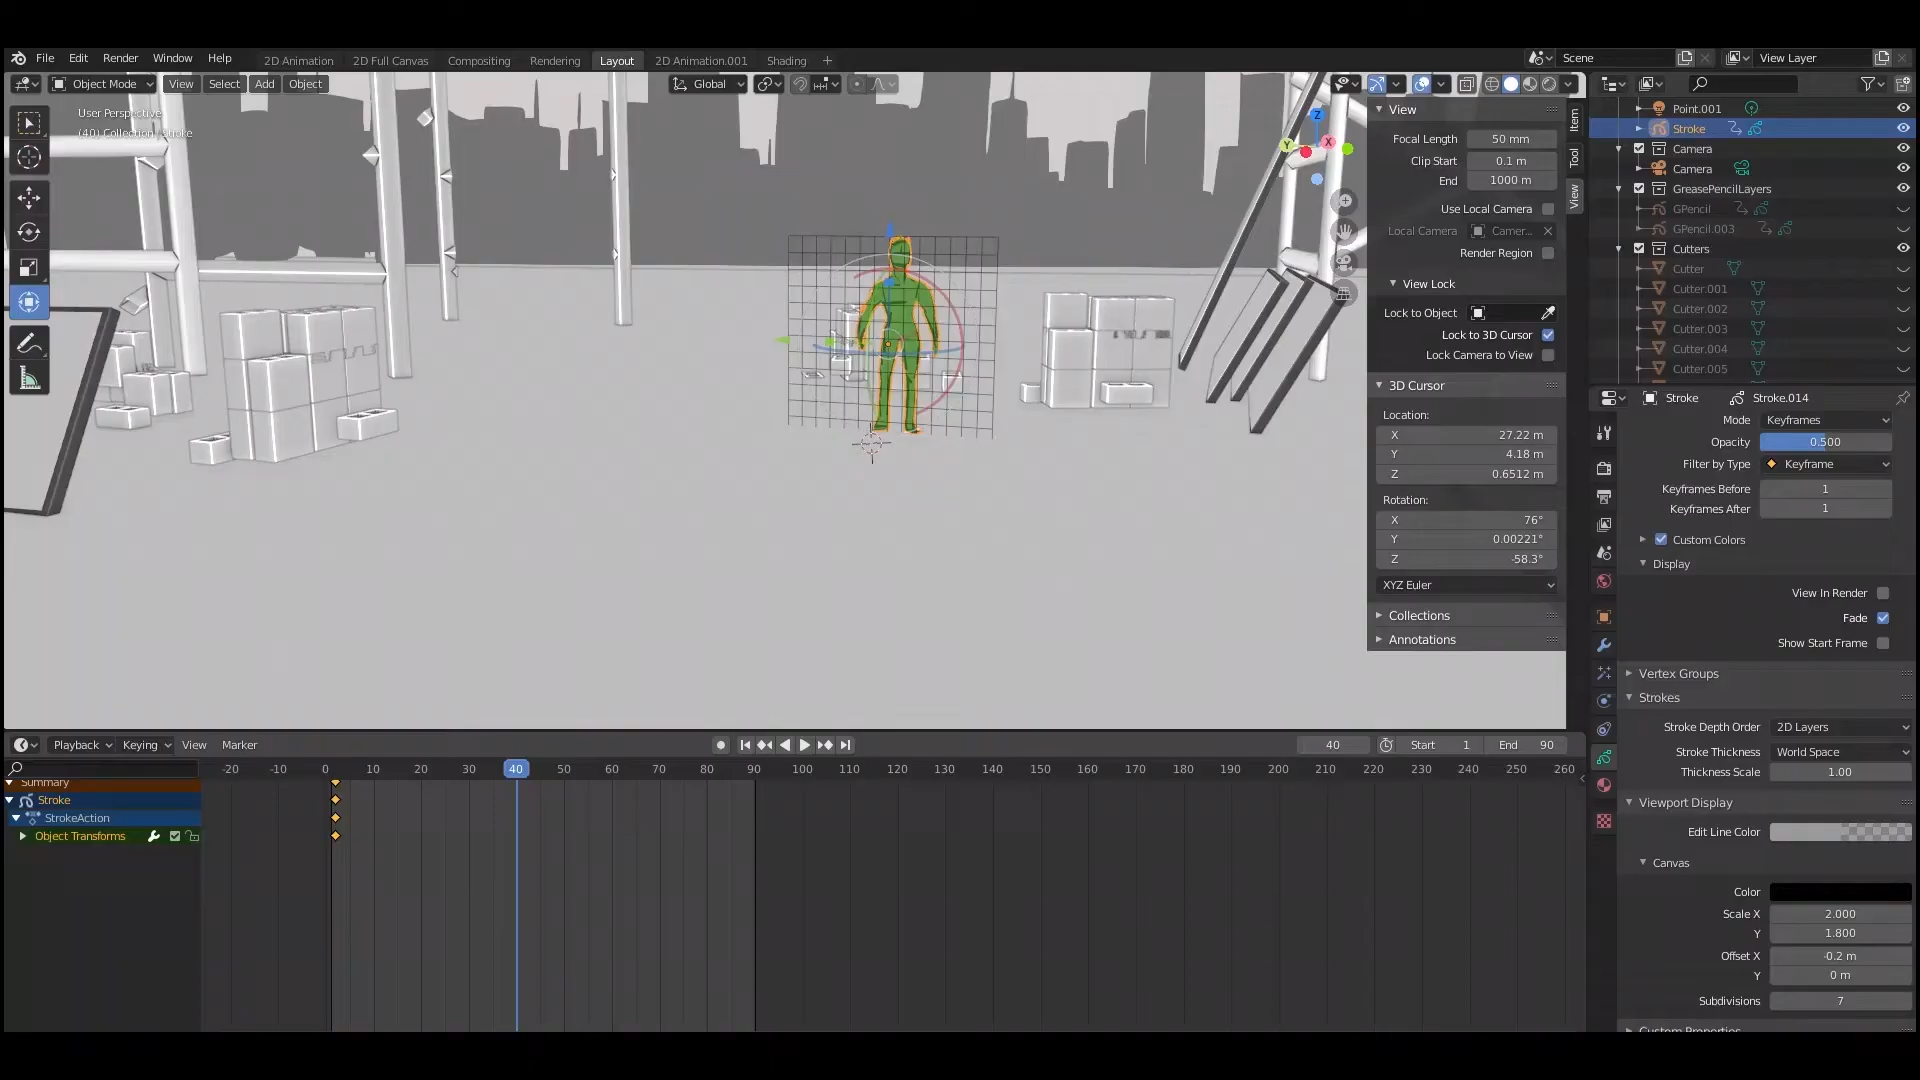 File Edit Render Window Help 2D Animation 2D Full Canvas Compositing Rendering Layout 2D Animation.001 Shading + Scene View Layer
Object Mode View Select Add Object Global
User Perspective
(40) Collection | Stroke
Z
Y
X
View
Focal Length 50 mm
Clip Start 0.1 m
End 1000 m
Use Local Camera
Local Camera Camer...
Render Region
View Lock
Lock to Object
Lock to 3D Cursor
Lock Camera to View
3D Cursor
Location:
X 27.22 m
Y 4.18 m
Z 0.6512 m
Rotation:
X 76°
Y 0.00221°
Z -58.3°
XYZ Euler
Collections
Annotations
Item
Tool
View
Point.001
Stroke
Camera
Camera
GreasePencilLayers
GPencil
GPencil.003
Cutters
Cutter
Cutter.001
Cutter.002
Cutter.003
Cutter.004
Cutter.005
Stroke Stroke.014
Mode Keyframes
Opacity 0.500
Filter by Type Keyframe
Keyframes Before 1
Keyframes After 1
Custom Colors
Display
View In Render
Fade
Show Start Frame
Vertex Groups
Strokes
Stroke Depth Order 2D Layers
Stroke Thickness World Space
Thickness Scale 1.00
Viewport Display
Edit Line Color
Canvas
Color
Scale X 2.000
Y 1.800
Offset X -0.2 m
Y 0 m
Subdivisions 7
Custom Properties
Playback Keying View Marker 40 Start 1 End 90
-20 -10 0 10 20 30 40 50 60 70 80 90 100 110 120 130 140 150 160 170 180 190 200 210 220 230 240 250 260
Summary
Stroke
StrokeAction
Object Transforms